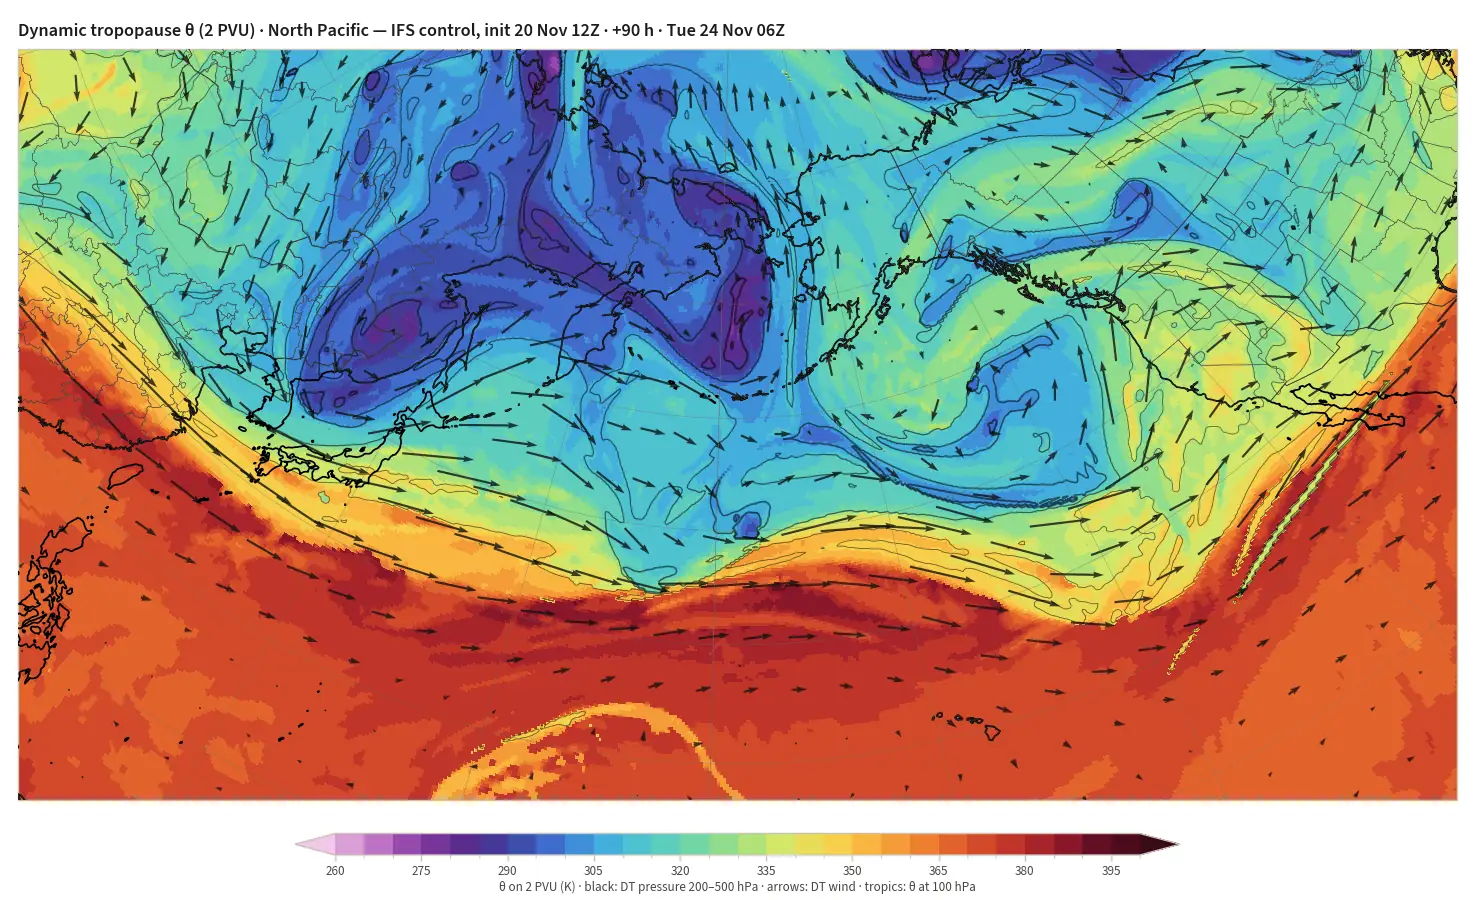 Dynamic tropopause θ (2 PVU) · North Pacific — IFS control, init 20 Nov 12Z · +90 h · Tue 24 Nov 06Z
260 275 290 305 320 335 350 365 380 395
θ on 2 PVU (K) · black: DT pressure 200–500 hPa · arrows: DT wind · tropics: θ at 100 hPa